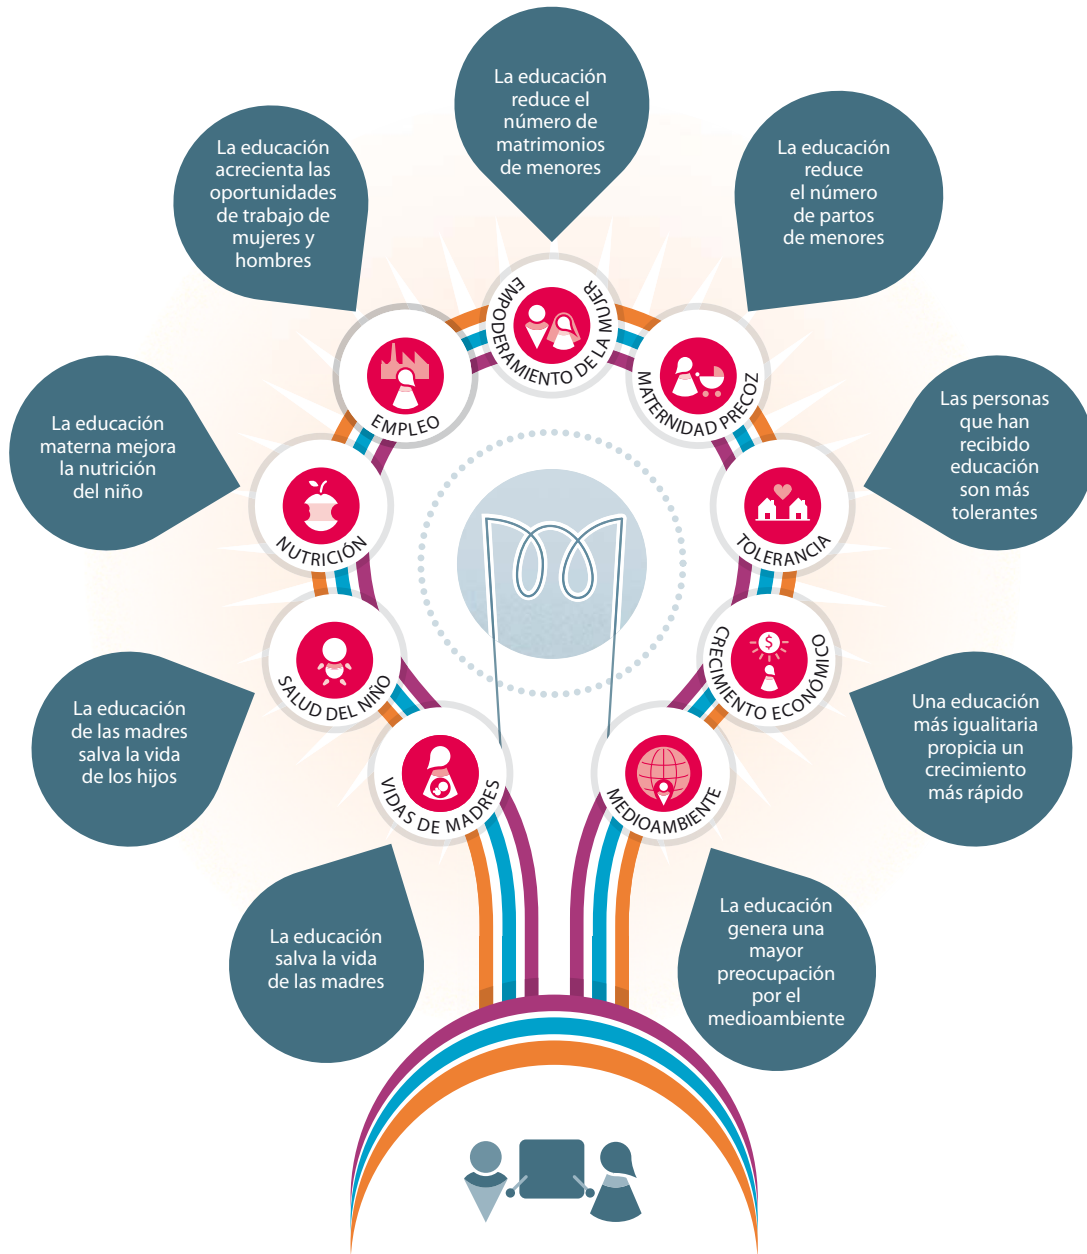 La educación
reduce el
número de
matrimonios
de menores
La educación
acrecienta las
oportunidades
de trabajo de
mujeres y
hombres
La educación
reduce
el número
de partos
de menores
EMPODERAMIENTO DE LA MUJER
EMPLEO
MATERNIDAD PRECOZ
La educación
materna mejora
la nutrición
del niño
Las personas
que han
recibido
educación
son más
tolerantes
NUTRICIÓN
TOLERANCIA
$
SALUD DEL NIÑO
CRECIMIENTO ECONÓMICO
La educación
de las madres
salva la vida
de los hijos
Una educación
más igualitaria
propicia un
crecimiento
más rápido
VIDAS DE MADRES
MEDIOAMBIENTE
La educación
salva la vida
de las madres
La educación
genera una
mayor
preocupación
por el
medioambiente